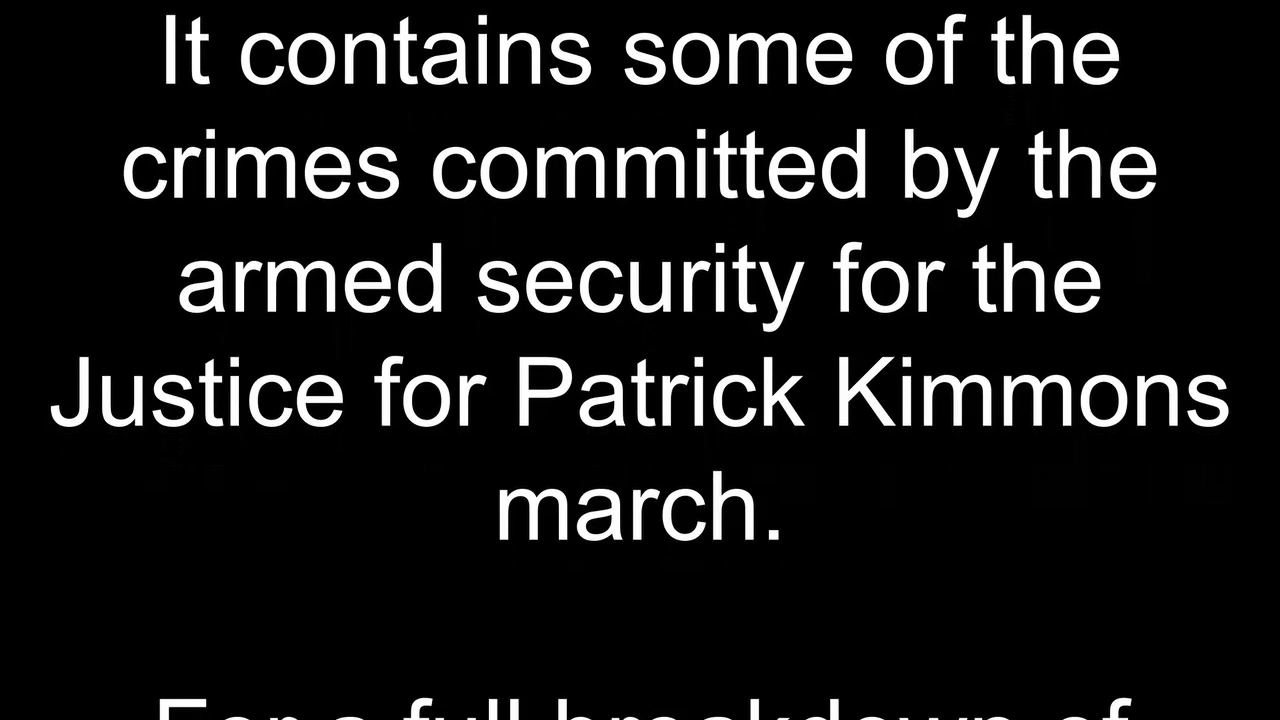 It contains some of the
crimes committed by the
armed security for the
Justice for Patrick Kimmons
march.
For a full breakdown of